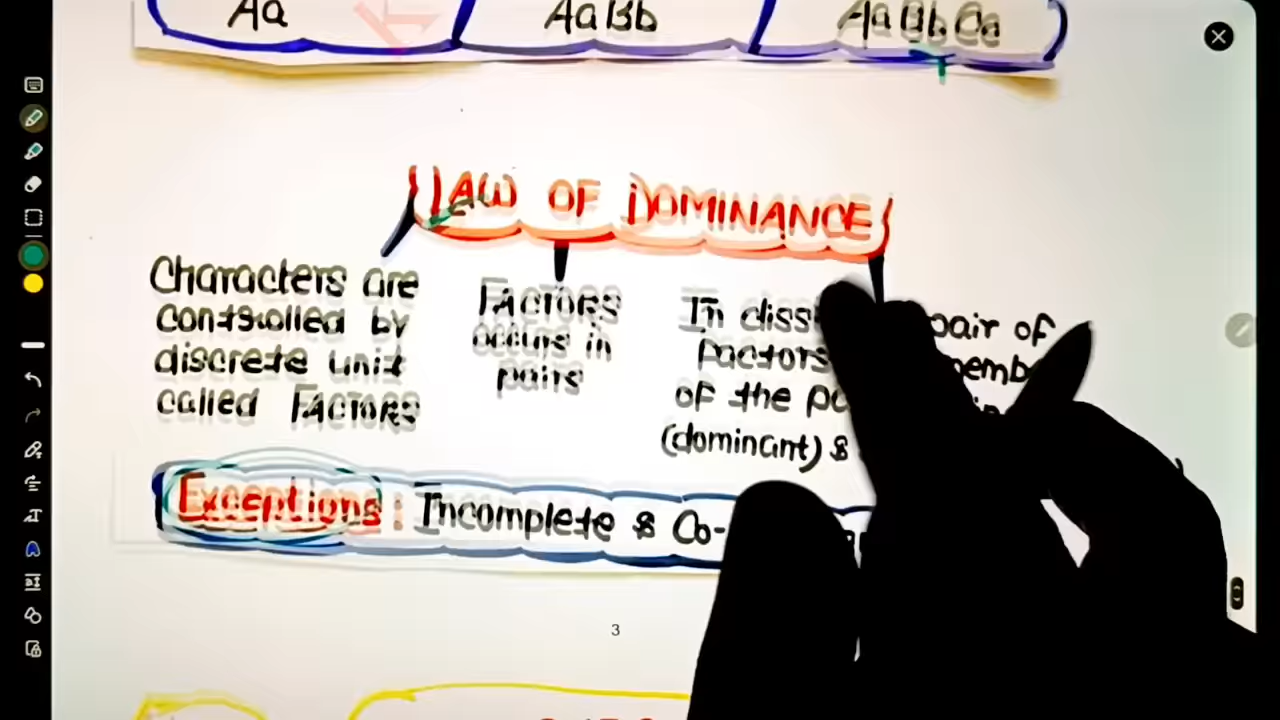 Aa
AaBb
AaBbCc
LAW OF DOMINANCE
Characters are
controlled by
discrete unit
called FACTORS
FACTORS
occurs in
pairs
In pair of
Factors
of the
(dominant) &
Exceptions: Incomplete & Co-
3